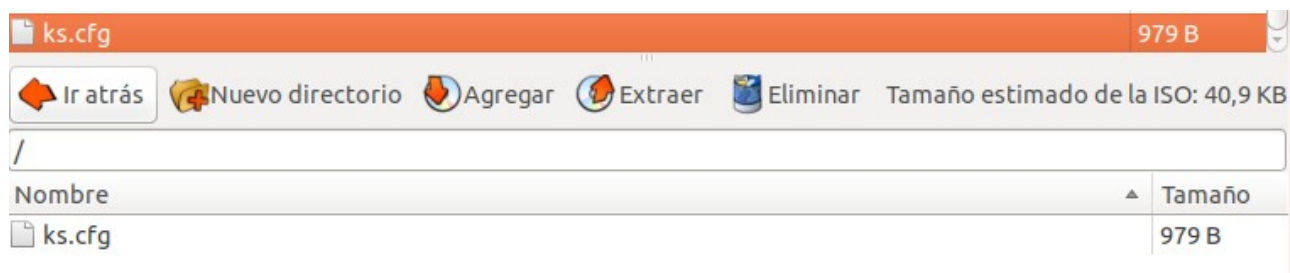 ks.cfg 979 B
Ir atrás Nuevo directorio Agregar Extraer Eliminar Tamaño estimado de la ISO: 40,9 KB
/
Nombre Tamaño
ks.cfg 979 B